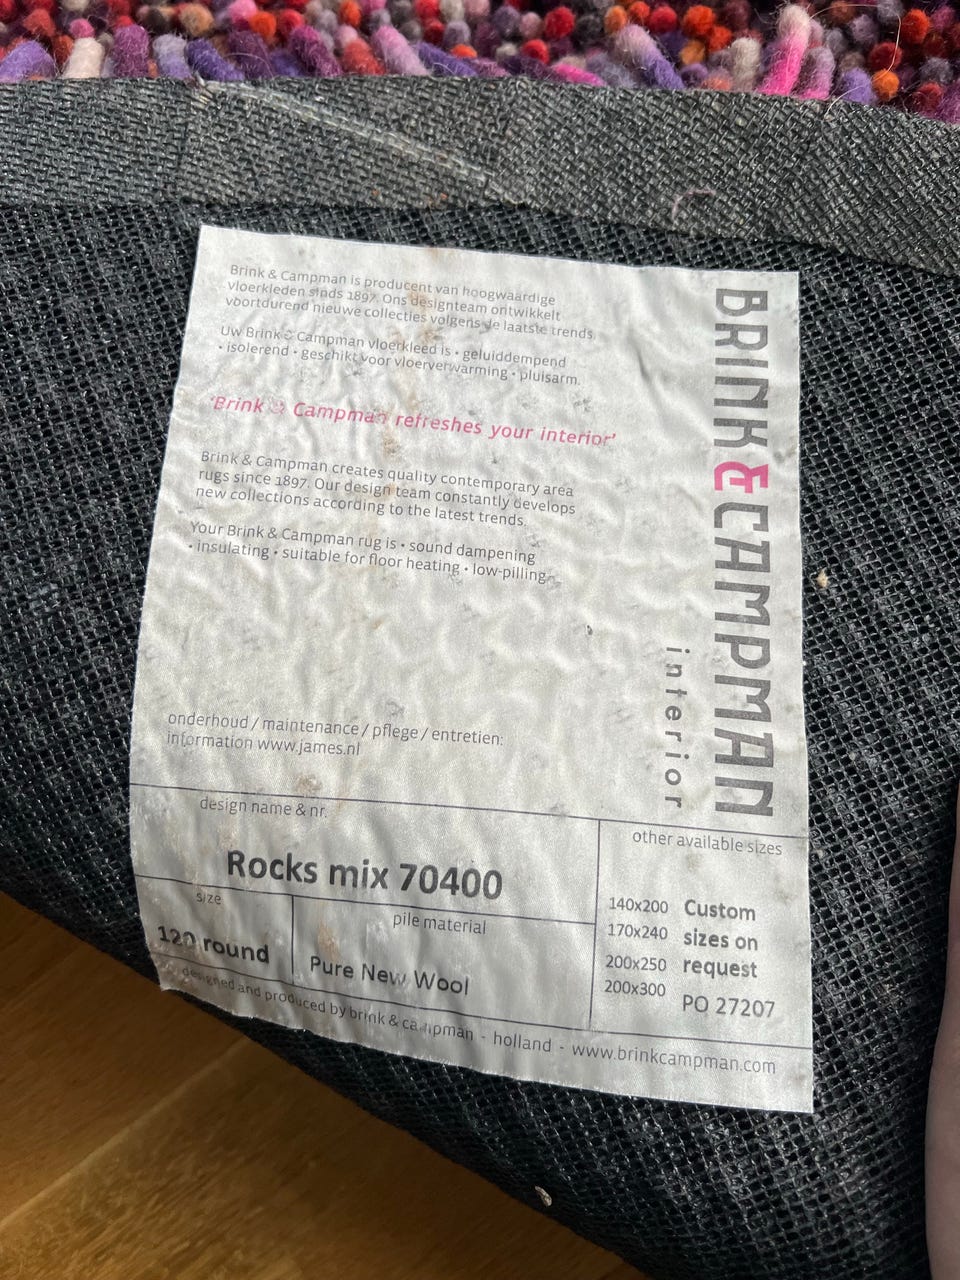 Brink & Campman is producent van hoogwaardige
vloerkleden sinds 1897. Ons designteam ontwikkelt
voortdurend nieuwe collecties volgens de laatste trends.
Uw Brink & Campman vloerkleed is • geluiddempend
• isolerend • geschikt voor vloerverwarming • pluisarm.
'Brink & Campman refreshes your interior'
Brink & Campman creates quality contemporary area
rugs since 1897. Our design team constantly develops
new collections according to the latest trends.
Your Brink & Campman rug is • sound dampening
• insulating • suitable for floor heating • low-pilling
onderhoud / maintenance / pflege / entretien:
information www.james.nl
BRINK & CAMPMAN
interior
design name & nr.
Rocks mix 70400
size
120 round
pile material
Pure New Wool
other available sizes
140x200
170x240
200x250
200x300
Custom
sizes on
request
PO 27207
designed and produced by brink & campman - holland - www.brinkcampman.com